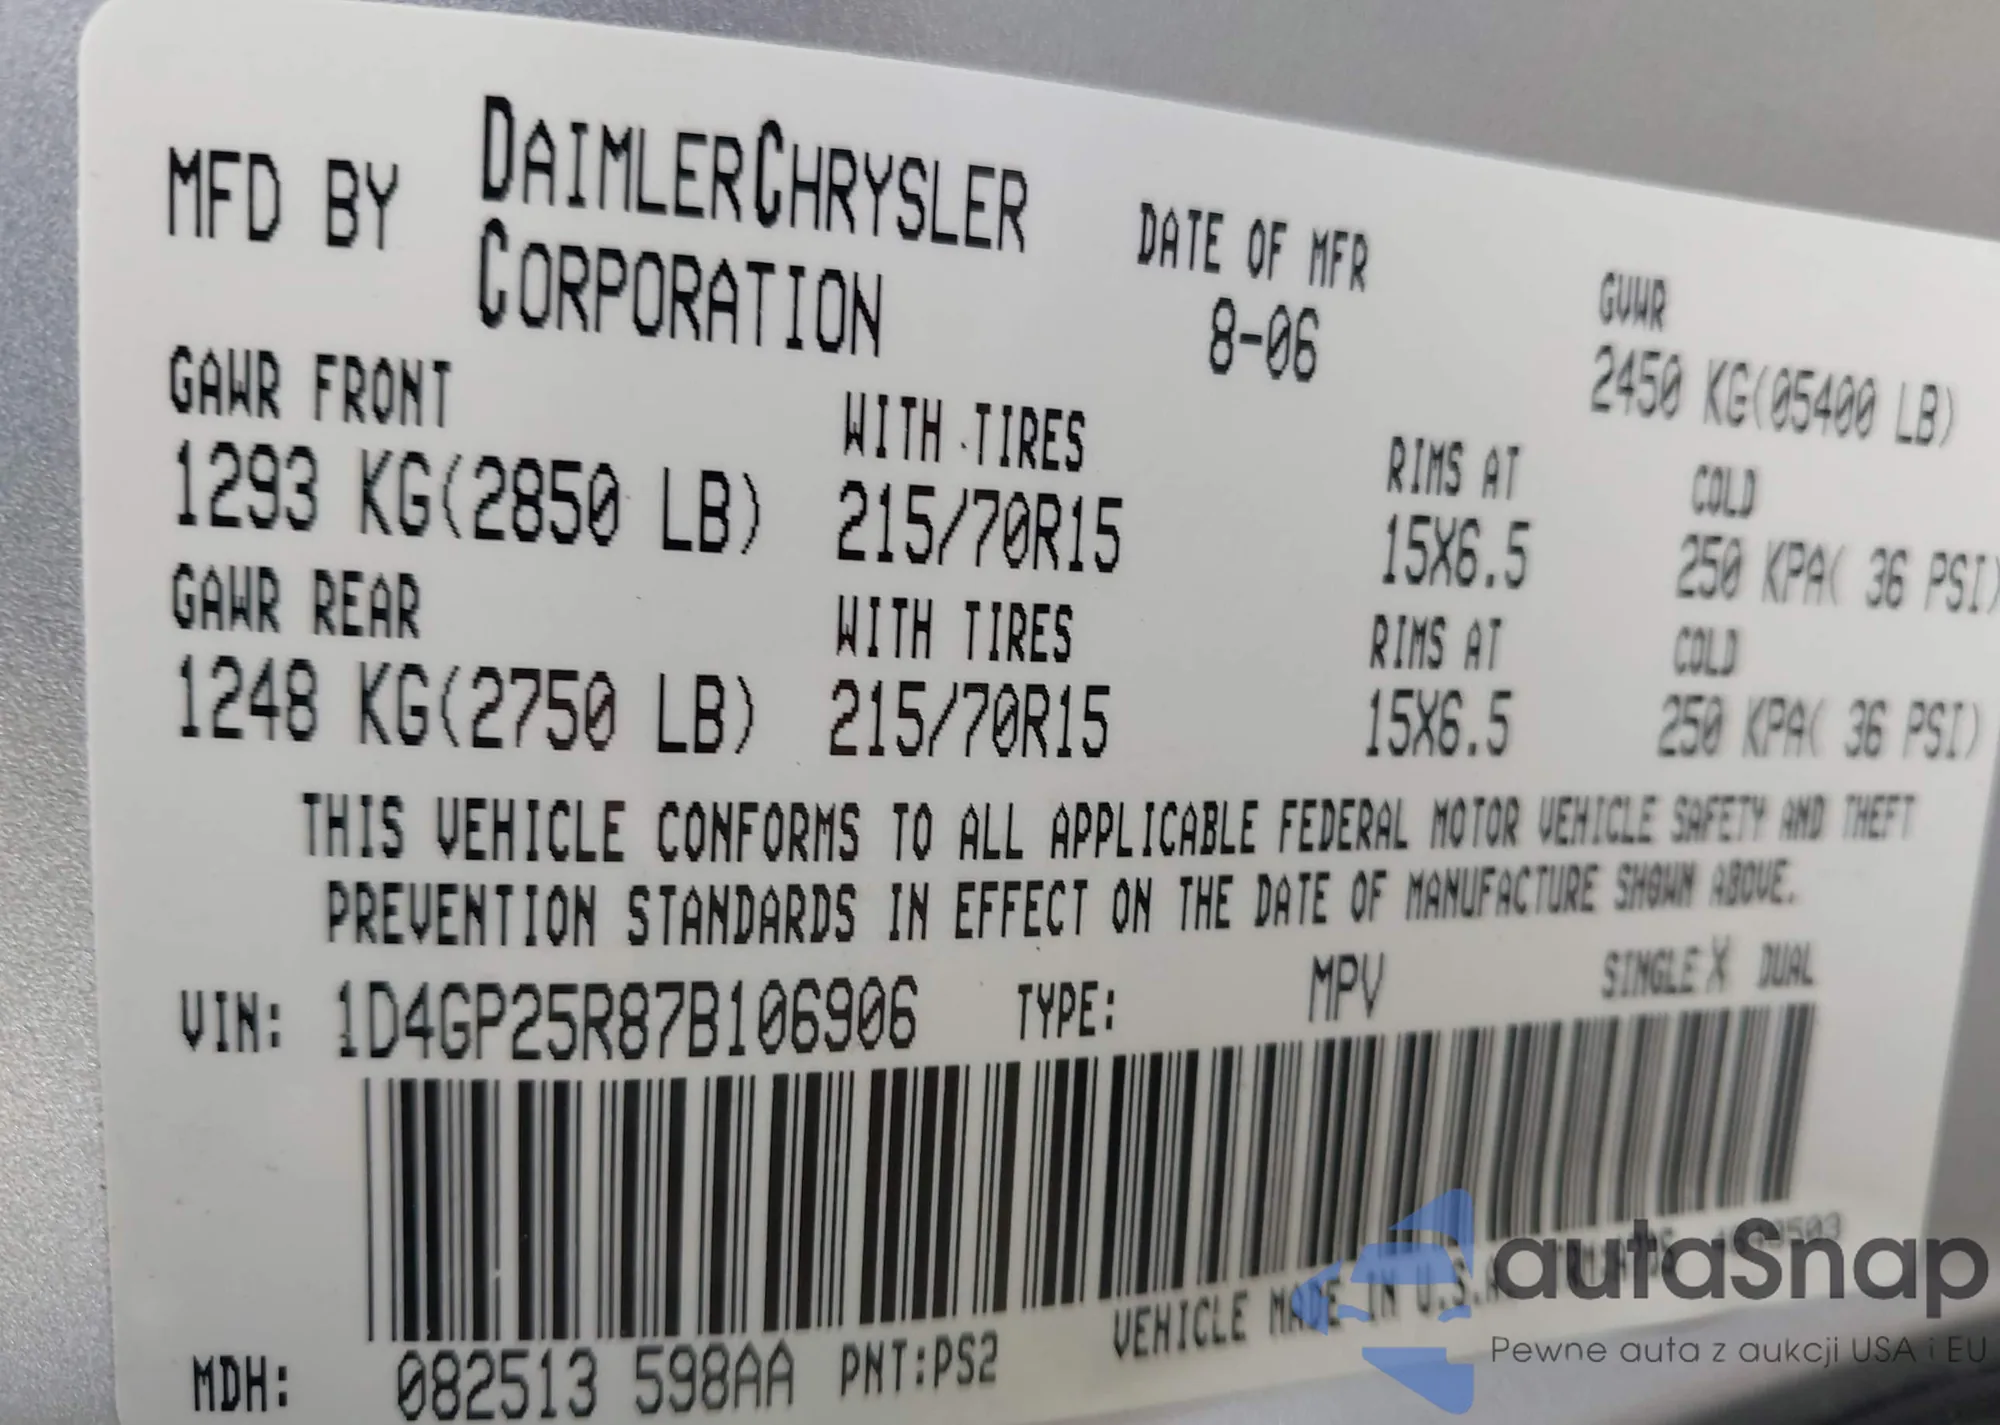 MFD BY DAIMLERCHRYSLER CORPORATION
DATE OF MFR
8-06
GVWR
2450 KG(05400 LB)
GAWR FRONT WITH TIRES RIMS AT COLD
1293 KG(2850 LB) 215/70R15 15X6.5 250 KPA( 36 PSI)
GAWR REAR WITH TIRES RIMS AT COLD
1248 KG(2750 LB) 215/70R15 15X6.5 250 KPA( 36 PSI)
THIS VEHICLE CONFORMS TO ALL APPLICABLE FEDERAL MOTOR VEHICLE SAFETY AND THEFT
PREVENTION STANDARDS IN EFFECT ON THE DATE OF MANUFACTURE SHOWN ABOVE.
VIN: 1D4GP25R87B106906 TYPE: MPV SINGLE X DUAL
VEHICLE MADE IN U.S.A.
MDH: 082513 598AA PNT:PS2
autaSnap
Pewne auta z aukcji USA i EU